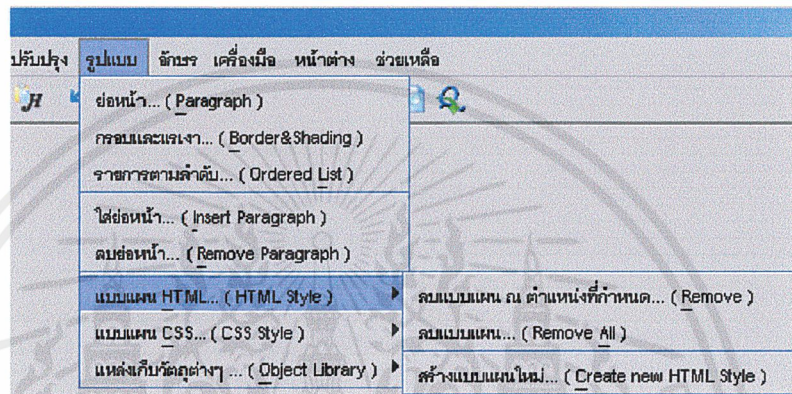 ปรับปรุง รูปแบบ อักษร เครื่องมือ หน้าต่าง ช่วยเหลือ
H
ย่อหน้า... ( Paragraph )
กรอบและแรเงา... ( Border&Shading )
รายการตามลำดับ... ( Ordered List )
ใส่ย่อหน้า... ( Insert Paragraph )
ลบย่อหน้า... ( Remove Paragraph )
แบบแผน HTML... ( HTML Style )
ลบแบบแผน ณ ตำแหน่งที่กำหนด... ( Remove )
แบบแผน CSS... ( CSS Style )
ลบแบบแผน... ( Remove All )
แหล่งเก็บวัตถุต่างๆ ... ( Object Library )
สร้างแบบแผนใหม่... ( Create new HTML Style )